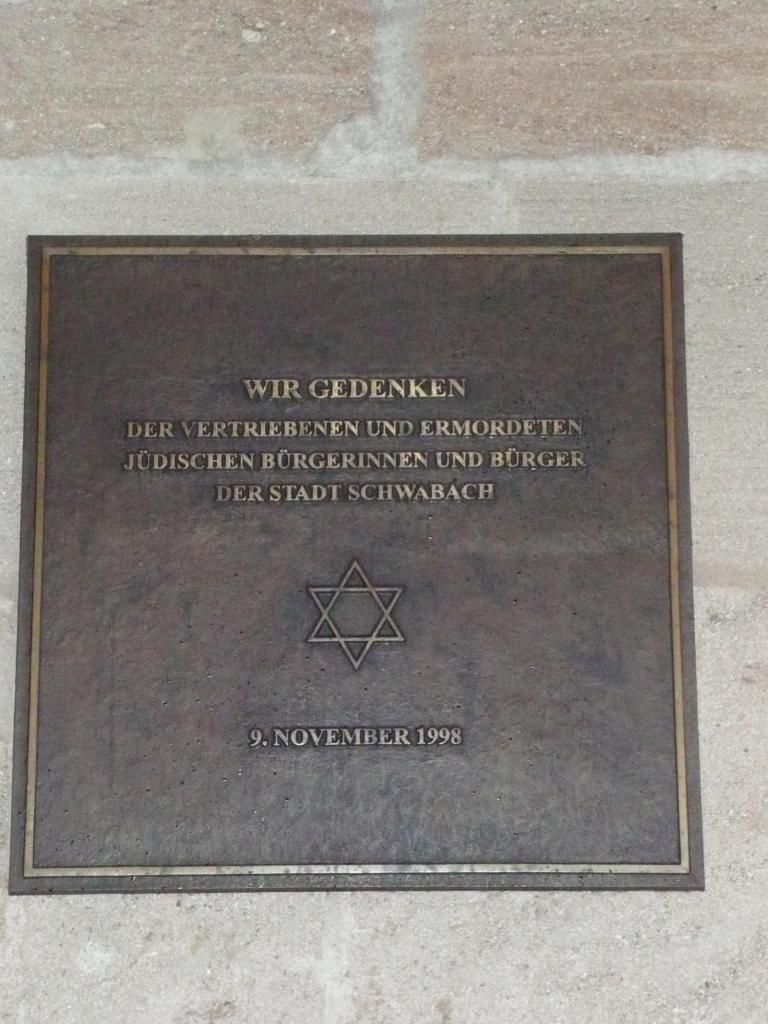 WIR GEDENKEN
DER VERTRIEBENEN UND ERMORDETEN
JÜDISCHEN BÜRGERINNEN UND BÜRGER
DER STADT SCHWABACH
9. NOVEMBER 1998